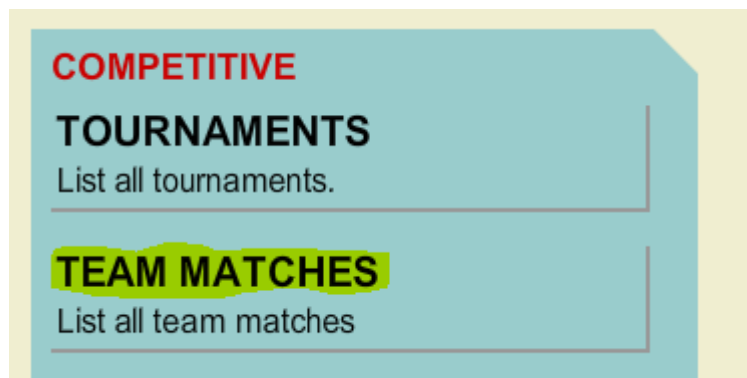 COMPETITIVE
TOURNAMENTS
List all tournaments.
TEAM MATCHES
List all team matches